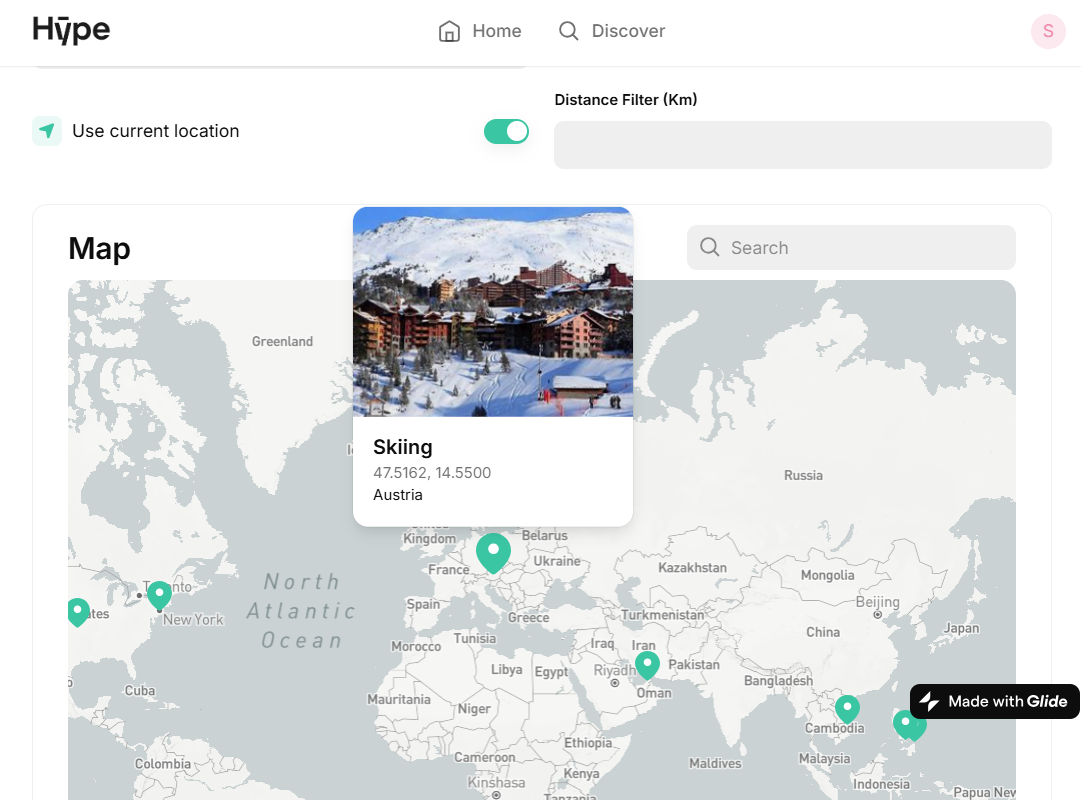 Hype
Home
Discover
S
Distance Filter (Km)
Use current location
Map
Search
Greenland
Russia
Skiing
47.5162, 14.5500
Austria
Kingdom
Belarus
France
Ukraine
Kazakhstan
Mongolia
North
Atlantic
Ocean
New York
Spain
Greece
Turkmenistan
Beijing
China
Japan
Morocco
Tunisia
Iraq
Iran
Libya
Egypt
Riyadh
Pakistan
Bangladesh
Oman
Cuba
Mauritania
Niger
Made with Glide
Cambodia
Ethiopia
Colombia
Cameroon
Maldives
Malaysia
Kenya
Kinshasa
Indonesia
Papua New
Tanzania